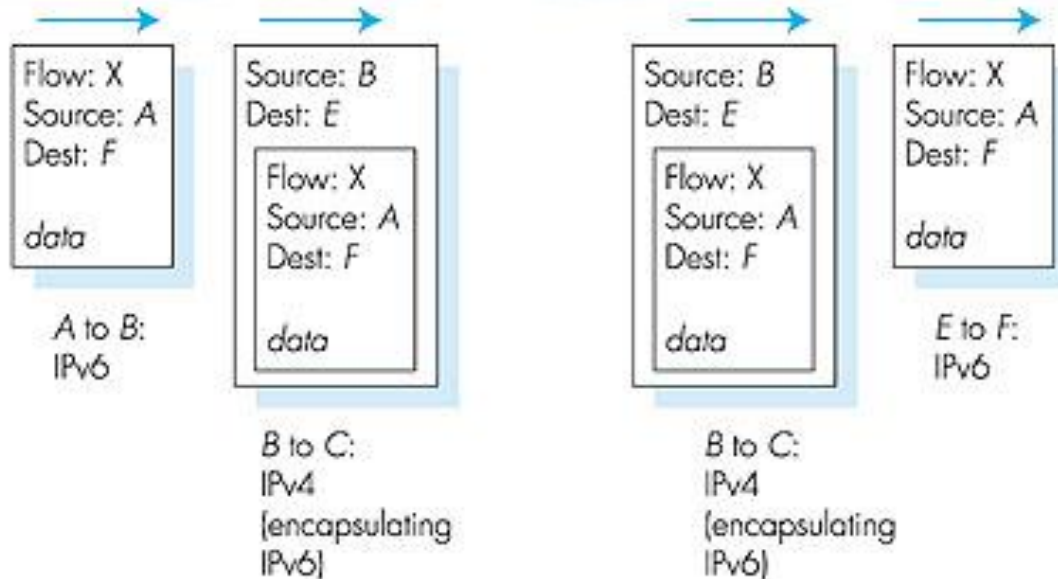 Flow: X
Source: A
Dest: F
data
A to B:
IPv6
Source: B
Dest: E
Flow: X
Source: A
Dest: F
data
B to C:
IPv4
(encapsulating
IPv6)
Source: B
Dest: E
Flow: X
Source: A
Dest: F
data
B to C:
IPv4
(encapsulating
IPv6)
Flow: X
Source: A
Dest: F
data
E to F:
IPv6